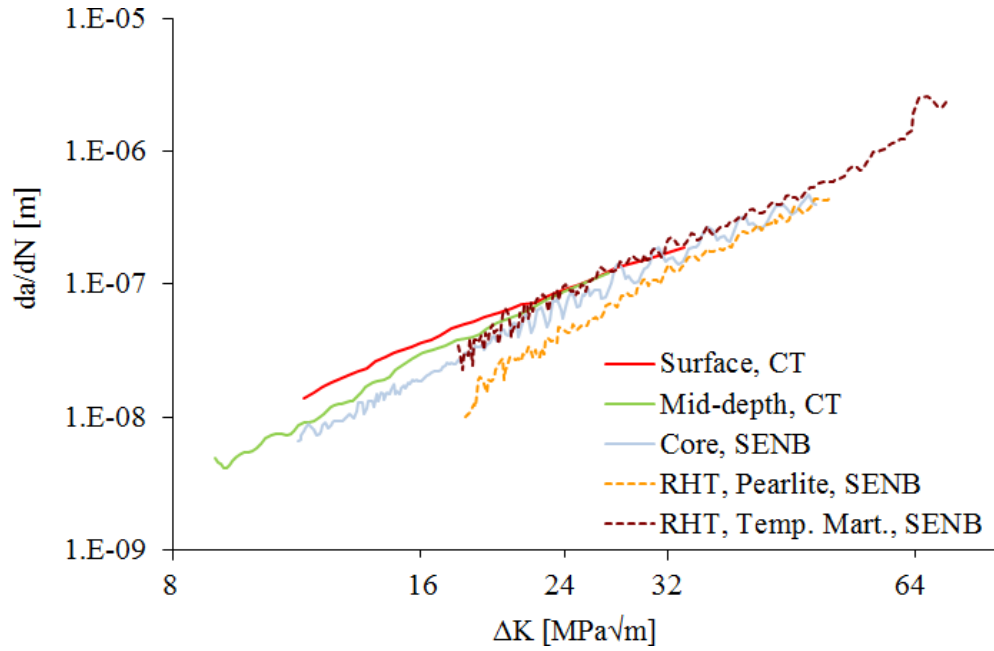 1.E-05
1.E-06
1.E-07
1.E-08
1.E-09
da/dN [m]
8
16
24
32
64
ΔK [MPa√m]
Surface, CT
Mid-depth, CT
Core, SENB
RHT, Pearlite, SENB
RHT, Temp. Mart., SENB